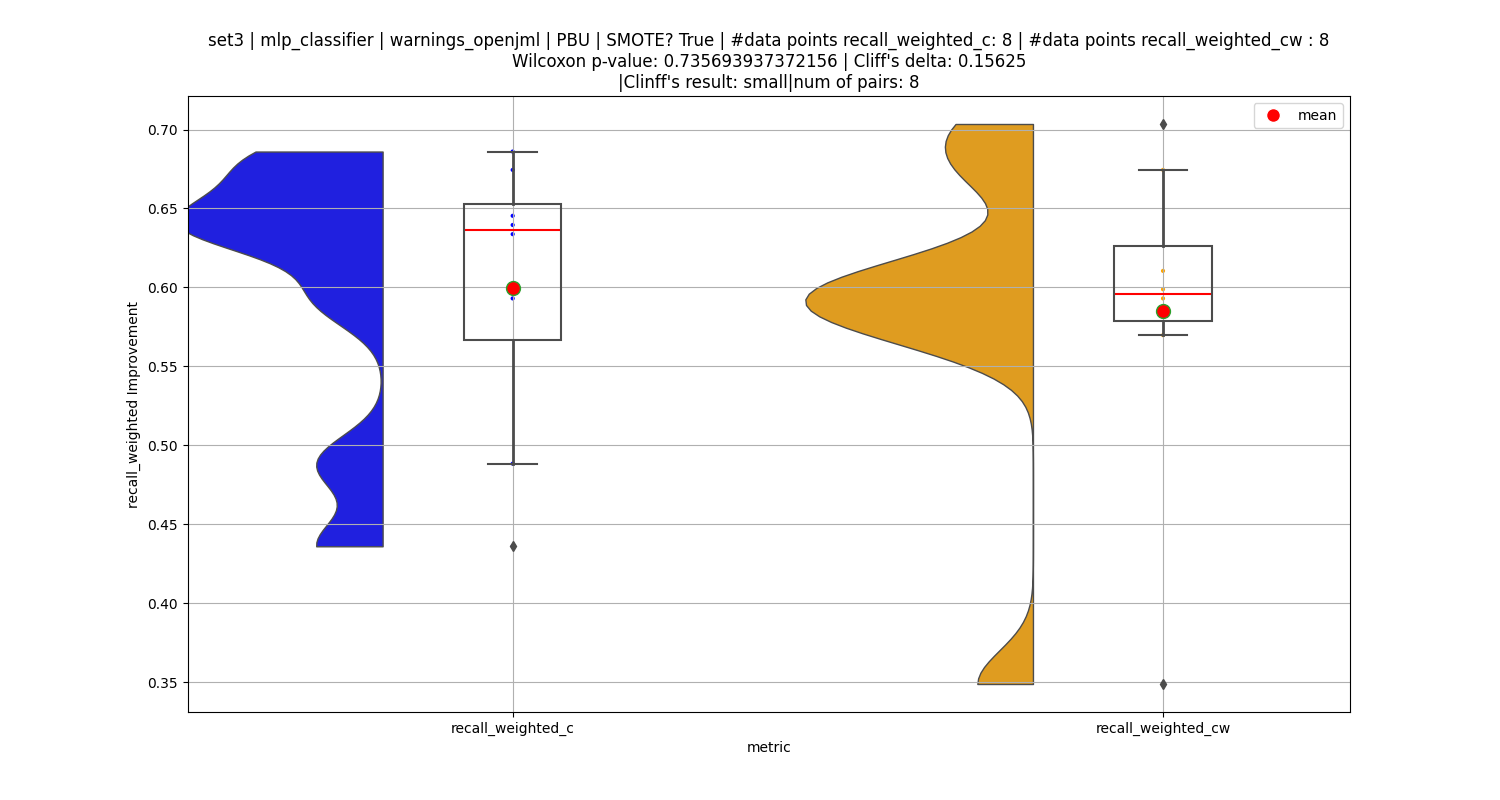 set3 | mlp_classifier | warnings_openjml | PBU | SMOTE? True | #data points recall_weighted_c: 8 | #data points recall_weighted_cw : 8
Wilcoxon p-value: 0.735693937372156 | Cliff's delta: 0.15625
|Clinff's result: small|num of pairs: 8
mean
0.70
0.65
0.60
0.55
0.50
0.45
0.40
0.35
recall_weighted Improvement
recall_weighted_c
recall_weighted_cw
metric